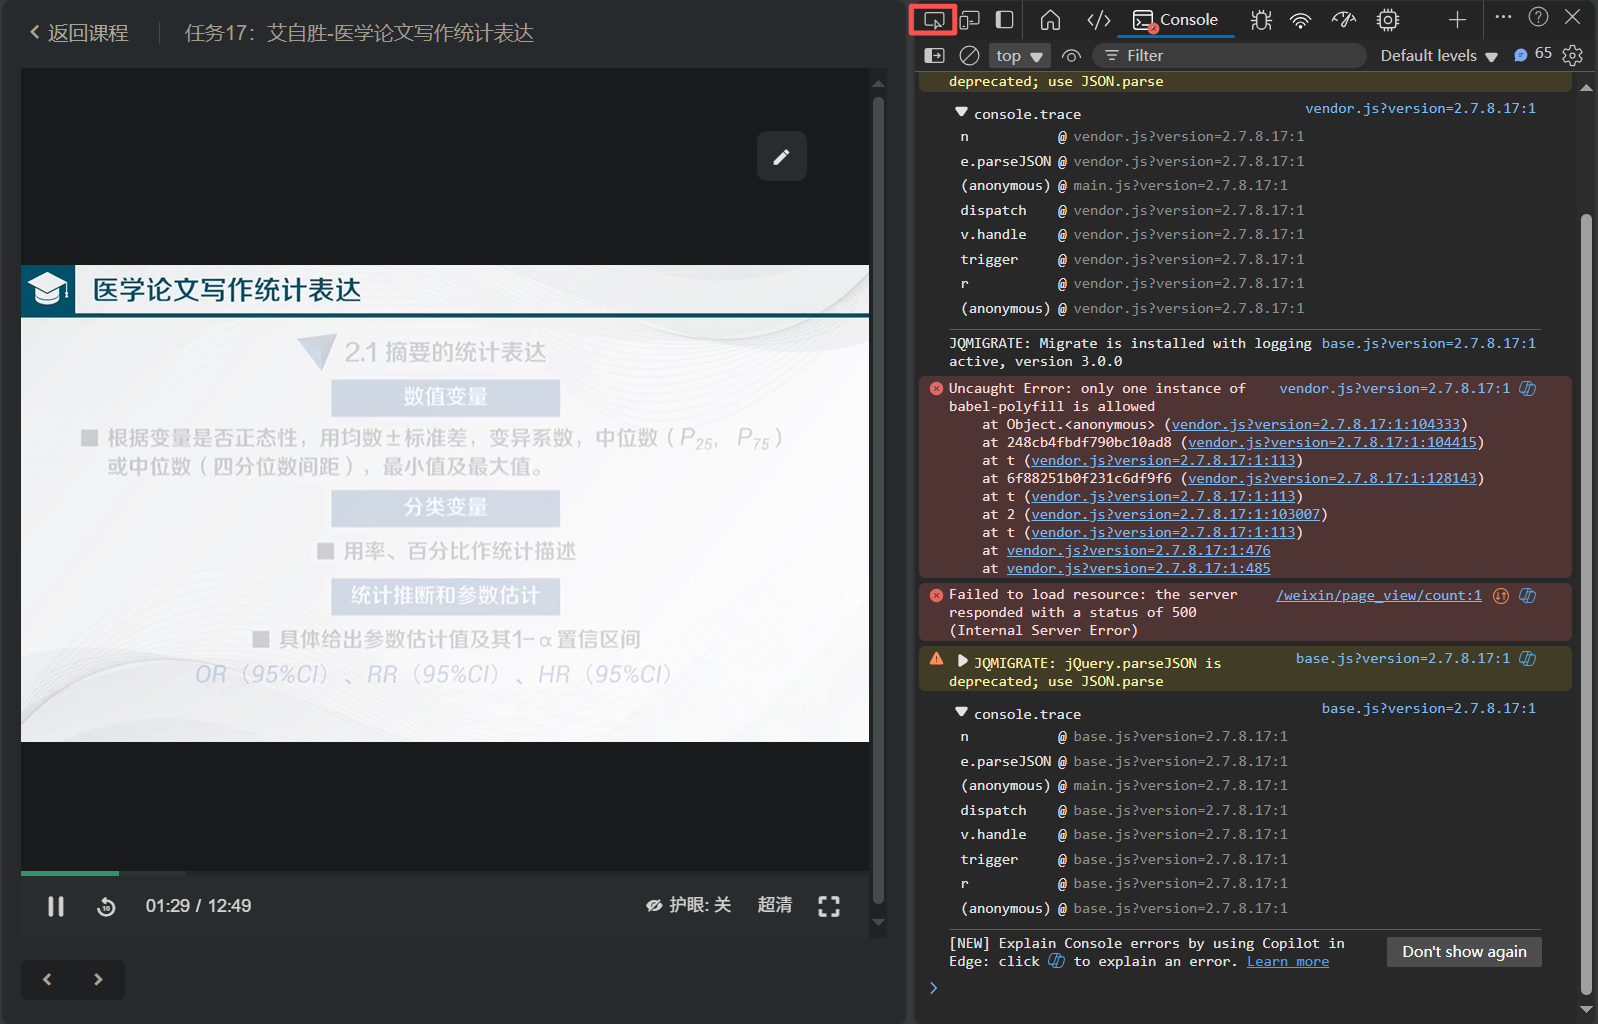 返回课程
任务17：艾自胜-医学论文写作统计表达
医学论文写作统计表达
2.1 摘要的统计表达
数值变量
根据变量是否正态性，用均数±标准差，变异系数，中位数（P25， P75）
或中位数（四分位数间距），最小值及最大值。
分类变量
用率、百分比作统计描述
统计推断和参数估计
具体给出参数估计值及其1-α置信区间
OR（95%CI）、RR（95%CI）、HR（95%CI）
10
01:29 / 12:49
护眼: 关
超清
Console
top
Filter
Default levels
65
deprecated; use JSON.parse
console.trace vendor.js?version=2.7.8.17:1
n @ vendor.js?version=2.7.8.17:1
e.parseJSON @ vendor.js?version=2.7.8.17:1
(anonymous) @ main.js?version=2.7.8.17:1
dispatch @ vendor.js?version=2.7.8.17:1
v.handle @ vendor.js?version=2.7.8.17:1
trigger @ vendor.js?version=2.7.8.17:1
r @ vendor.js?version=2.7.8.17:1
(anonymous) @ vendor.js?version=2.7.8.17:1
JQMIGRATE: Migrate is installed with logging base.js?version=2.7.8.17:1
active, version 3.0.0
Uncaught Error: only one instance of vendor.js?version=2.7.8.17:1
babel-polyfill is allowed
at Object.<anonymous> (vendor.js?version=2.7.8.17:1:104333)
at 248cb4fbdf790bc10ad8 (vendor.js?version=2.7.8.17:1:104415)
at t (vendor.js?version=2.7.8.17:1:113)
at 6f88251b0f231c6df9f6 (vendor.js?version=2.7.8.17:1:128143)
at t (vendor.js?version=2.7.8.17:1:113)
at 2 (vendor.js?version=2.7.8.17:1:103007)
at t (vendor.js?version=2.7.8.17:1:113)
at vendor.js?version=2.7.8.17:1:476
at vendor.js?version=2.7.8.17:1:485
Failed to load resource: the server /weixin/page_view/count:1
responded with a status of 500
(Internal Server Error)
JQMIGRATE: jQuery.parseJSON is base.js?version=2.7.8.17:1
deprecated; use JSON.parse
console.trace base.js?version=2.7.8.17:1
n @ base.js?version=2.7.8.17:1
e.parseJSON @ base.js?version=2.7.8.17:1
(anonymous) @ main.js?version=2.7.8.17:1
dispatch @ base.js?version=2.7.8.17:1
v.handle @ base.js?version=2.7.8.17:1
trigger @ base.js?version=2.7.8.17:1
r @ base.js?version=2.7.8.17:1
(anonymous) @ base.js?version=2.7.8.17:1
[NEW] Explain Console errors by using Copilot in
Edge: click to explain an error. Learn more
Don't show again